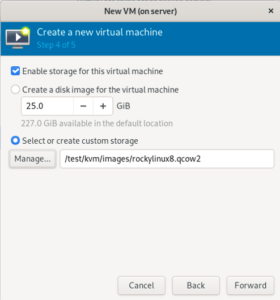 New VM (on server)
Create a new virtual machine
Step 4 of 5
Enable storage for this virtual machine
Create a disk image for the virtual machine
25.0 − + GiB
227.0 GiB available in the default location
Select or create custom storage
Manage... /test/kvm/images/rockylinux8.qcow2
Cancel Back Forward